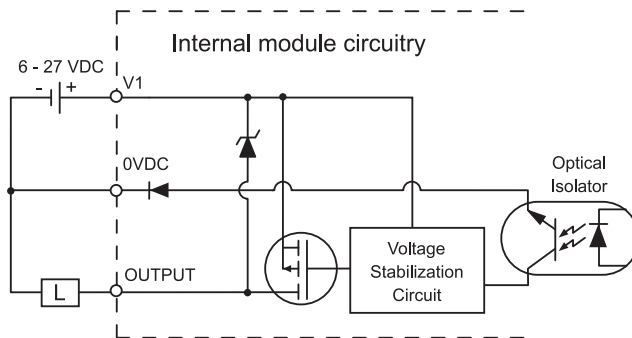 Internal module circuitry
6 - 27 VDC
- +
V1
0VDC
Optical
Isolator
Voltage
Stabilization
Circuit
OUTPUT
L